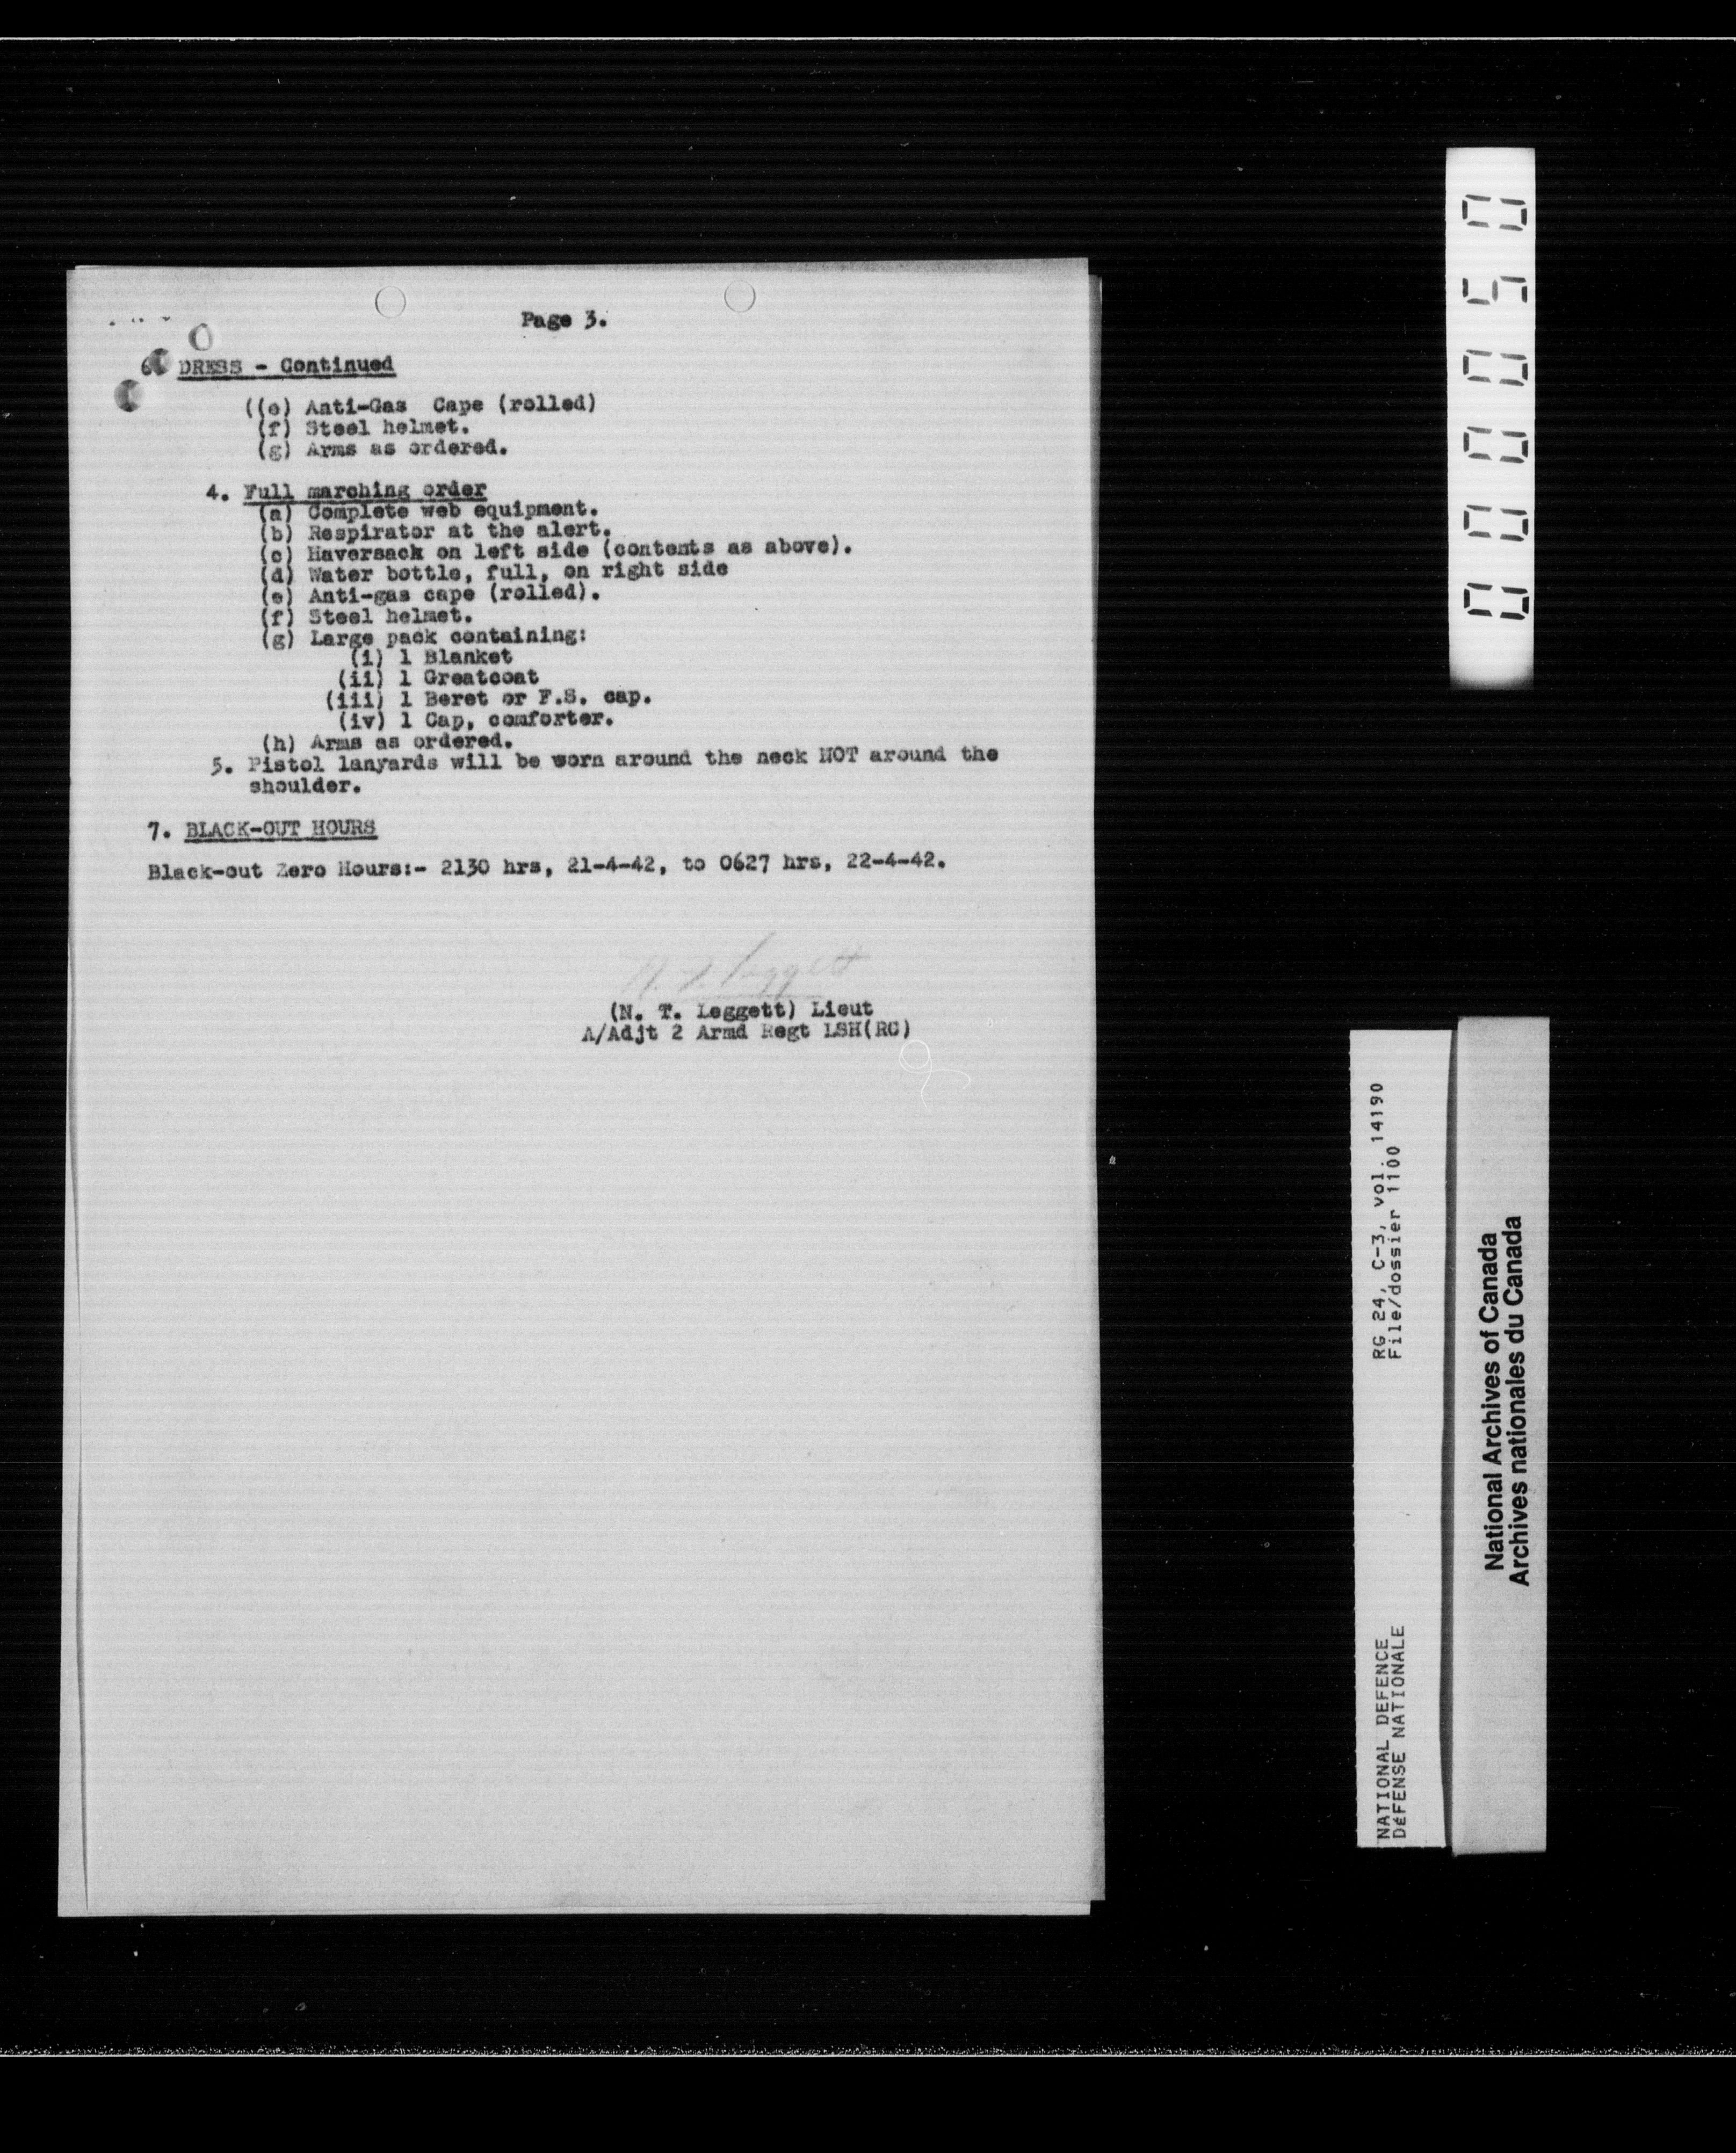 Page 3.
6. DRESS - Continued
((e) Anti-Gas Cape (rolled)
(f) Steel helmet.
(g) Arms as ordered.
4. Full marching order
(a) Complete web equipment.
(b) Respirator at the alert.
(c) Haversack on left side (contents as above).
(d) Water bottle, full, on right side
(e) Anti-gas cape (rolled).
(f) Steel helmet.
(g) Large pack containing:
(i) 1 Blanket
(ii) 1 Greatcoat
(iii) 1 Beret or F.S. cap.
(iv) 1 Cap, comforter.
(h) Arms as ordered.
5. Pistol lanyards will be worn around the neck NOT around the
shoulder.
7. BLACK-OUT HOURS
Black-out Zero Hours:- 2130 hrs, 21-4-42, to 0627 hrs, 22-4-42.
N. T. Leggett
(N. T. Leggett) Lieut
A/Adjt 2 Armd Regt LSH(RC)
000050
RG 24, C-3, vol. 14190
File/dossier 1100
NATIONAL DEFENCE
DÉFENSE NATIONALE
National Archives of Canada
Archives nationales du Canada